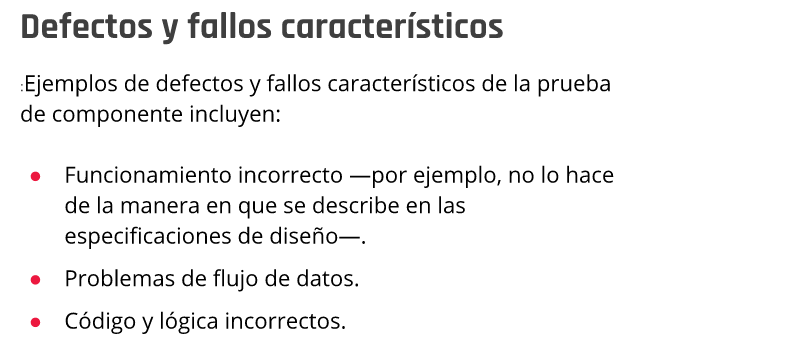 Defectos y fallos característicos
:Ejemplos de defectos y fallos característicos de la prueba
de componente incluyen:
• Funcionamiento incorrecto —por ejemplo, no lo hace
de la manera en que se describe en las
especificaciones de diseño—.
• Problemas de flujo de datos.
• Código y lógica incorrectos.